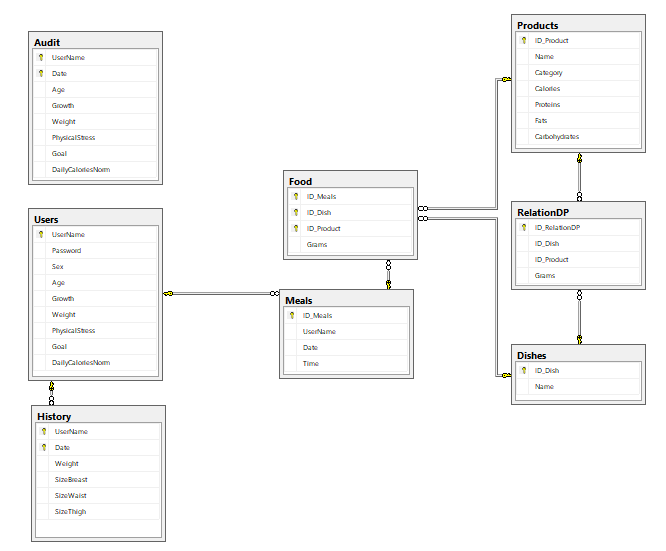 Audit
UserName
Date
Age
Growth
Weight
PhysicalStress
Goal
DailyCaloriesNorm
Users
UserName
Password
Sex
Age
Growth
Weight
PhysicalStress
Goal
DailyCaloriesNorm
History
UserName
Date
Weight
SizeBreast
SizeWaist
SizeThigh
Food
ID_Meals
ID_Dish
ID_Product
Grams
Meals
ID_Meals
UserName
Date
Time
Products
ID_Product
Name
Category
Calories
Proteins
Fats
Carbohydrates
RelationDP
ID_RelationDP
ID_Dish
ID_Product
Grams
Dishes
ID_Dish
Name